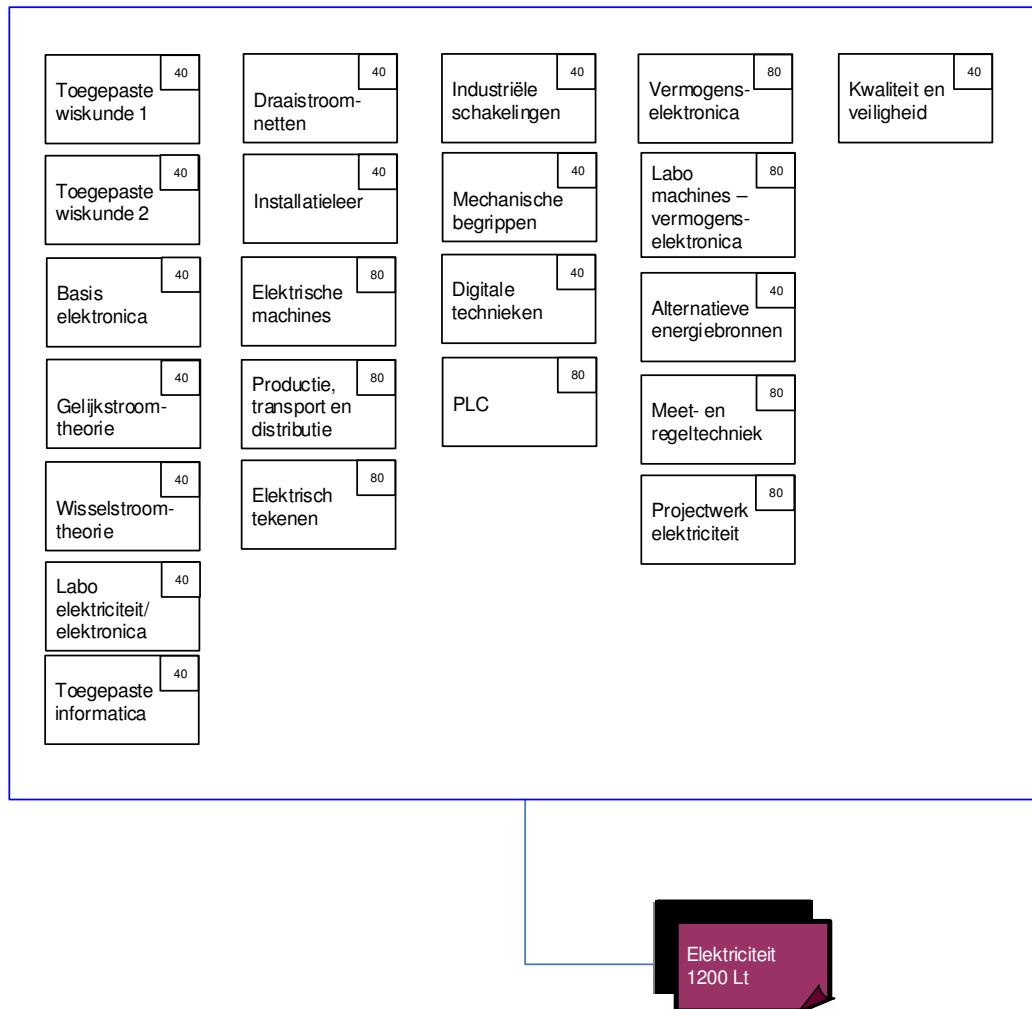 40
Toegepaste
wiskunde 1
40
Toegepaste
wiskunde 2
40
Basis
elektronica
40
Gelijkstroom-
theorie
40
Wisselstroom-
theorie
40
Labo
elektriciteit/
elektronica
40
Toegepaste
informatica
40
Draaistroom-
netten
40
Installatieleer
80
Elektrische
machines
80
Productie,
transport en
distributie
80
Elektrisch
tekenen
40
Industriële
schakelingen
40
Mechanische
begrippen
40
Digitale
technieken
80
PLC
80
Vermogens-
elektronica
80
Labo
machines –
vermogens-
elektronica
40
Alternatieve
energiebronnen
80
Meet- en
regeltechniek
80
Projectwerk
elektriciteit
40
Kwaliteit en
veiligheid
Elektriciteit
1200 Lt